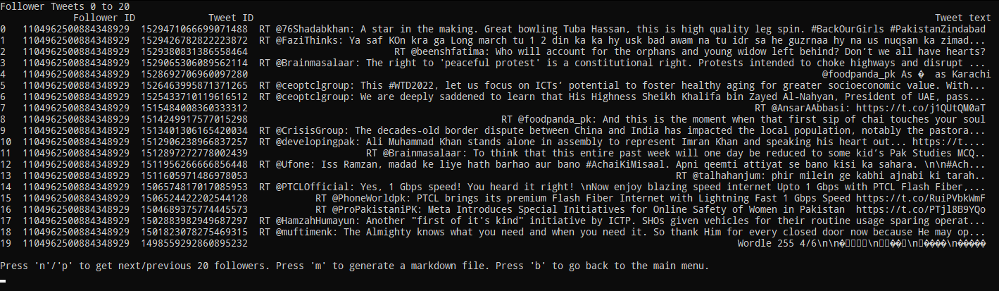 Follower Tweets 0 to 20
Follower ID Tweet ID Tweet text
0 1104962500884348929 1529471066699071488 RT @76Shadabkhan: A star in the making. Great bowling Tuba Hassan, this is high quality leg spin. #BackOurGirls #PakistanZindabad
1 1104962500884348929 1529426782822223872 RT @FaziThinks: Ya saf KOn kra ga Long march tu 1 2 din ka ka hy usk bad awam na tu idr sa he guzrnaa hy na us nuqsan ka zimad...
2 1104962500884348929 1529380831386558464 RT @beenshfatima: Who will account for the orphans and young widow left behind? Don’t we all have hearts?
3 1104962500884348929 1529065306089562114 RT @Brainmasalaar: The right to 'peaceful protest' is a constitutional right. Protests intended to choke highways and disrupt ...
4 1104962500884348929 1528692706960097280 @foodpanda_pk As � as Karachi
5 1104962500884348929 1526463995871371265 RT @ceoptclgroup: This #WTD2022, let us focus on ICTs’ potential to foster healthy aging for greater socioeconomic value. With...
6 1104962500884348929 1525433710119616512 RT @ceoptclgroup: We are deeply saddened to learn that His Highness Sheikh Khalifa bin Zayed Al-Nahyan, President of UAE, pass...
7 1104962500884348929 1515484008360333312 RT @AnsarAAbbasi: https://t.co/j1QUtQM0aT
8 1104962500884348929 1514249917577015298 RT @foodpanda_pk: And this is the moment when that first sip of chai touches your soul
9 1104962500884348929 1513401306165420034 RT @CrisisGroup: The decades-old border dispute between China and India has impacted the local population, notably the pastora...
10 1104962500884348929 1512906238966837257 RT @developingpak: Ali Muhammad Khan stands alone in assembly to represent Imran Khan and speaking his heart out... https://t....
11 1104962500884348929 1512897272778002439 RT @Brainmasalaar: To think that this entire past week will one day be reduced to some kid’s Pak Studies MCQ..
12 1104962500884348929 1511956266666856448 RT @Ufone: Iss Ramzan, madad ke liye hath barhao aur bano #AchaiKiMisaal. Apni qeemti attiyat se bano kisi ka sahara. \n\n#Ach...
13 1104962500884348929 1511605971486978053 RT @talhahanjum: phir milein ge kabhi ajnabi ki tarah..
14 1104962500884348929 1506574817017085953 RT @PTCLOfficial: Yes, 1 Gbps speed! You heard it right! \nNow enjoy blazing speed internet Upto 1 Gbps with PTCL Flash Fiber,...
15 1104962500884348929 1506524422202544128 RT @PhoneWorldpk: PTCL brings its premium Flash Fiber Internet with Lightning Fast 1 Gbps Speed https://t.co/RuiPVbkWmF
16 1104962500884348929 1504689375774445573 RT @ProPakistaniPK: Meta Introduces Special Initiatives for Online Safety of Women in Pakistan https://t.co/PTjl8B9YQo
17 1104962500884348929 1502883982949687297 RT @HamzahHumayun: Another "first of it's kind" initiative by ICTP. SHOs given vehicles for their routine usage sparing operat...
18 1104962500884348929 1501823078275469315 RT @muftimenk: The Almighty knows what you need and when you need it. So thank Him for every closed door now because He may op...
19 1104962500884348929 1498559292860895232 Wordle 255 4/6\n\n�□□□□\n□□��□\n□����\n�����
Press 'n'/'p' to get next/previous 20 followers. Press 'm' to generate a markdown file. Press 'b' to go back to the main menu.